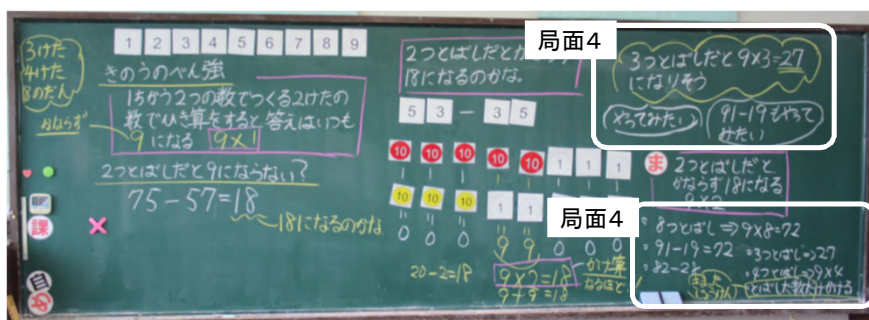 3けた
4けた
8のだん
1 2 3 4 5 6 7 8 9
きのうのべん強
1ちがう2つの数でつくる2けたの
数でひき算をすると答えはいつも
かならず
9になる 9×1
2つとばしだと9にならない?
75-57=18
18になるのかな
課
自
2つとばしだと
18になるのかな。
5 3 - 3 5
10 10 10 10 10 1 1 1
10 10 10 1 1 1 1 1
0 0 0 9 9 0 0 0
20-2=18
9×2=18
9+9=18
かけ算
なるほど
局面4
3つとばしだと9×3=27
になりそう
やってみたい
91-19もやって
みたい
ま
2つとばしだと、
かならず18になる
9×2
局面4
8つとばし⇒9×8=72
91-19=72
82-28
3つとばし⇒27
4つとばし⇒9×4
とばした数だけかける